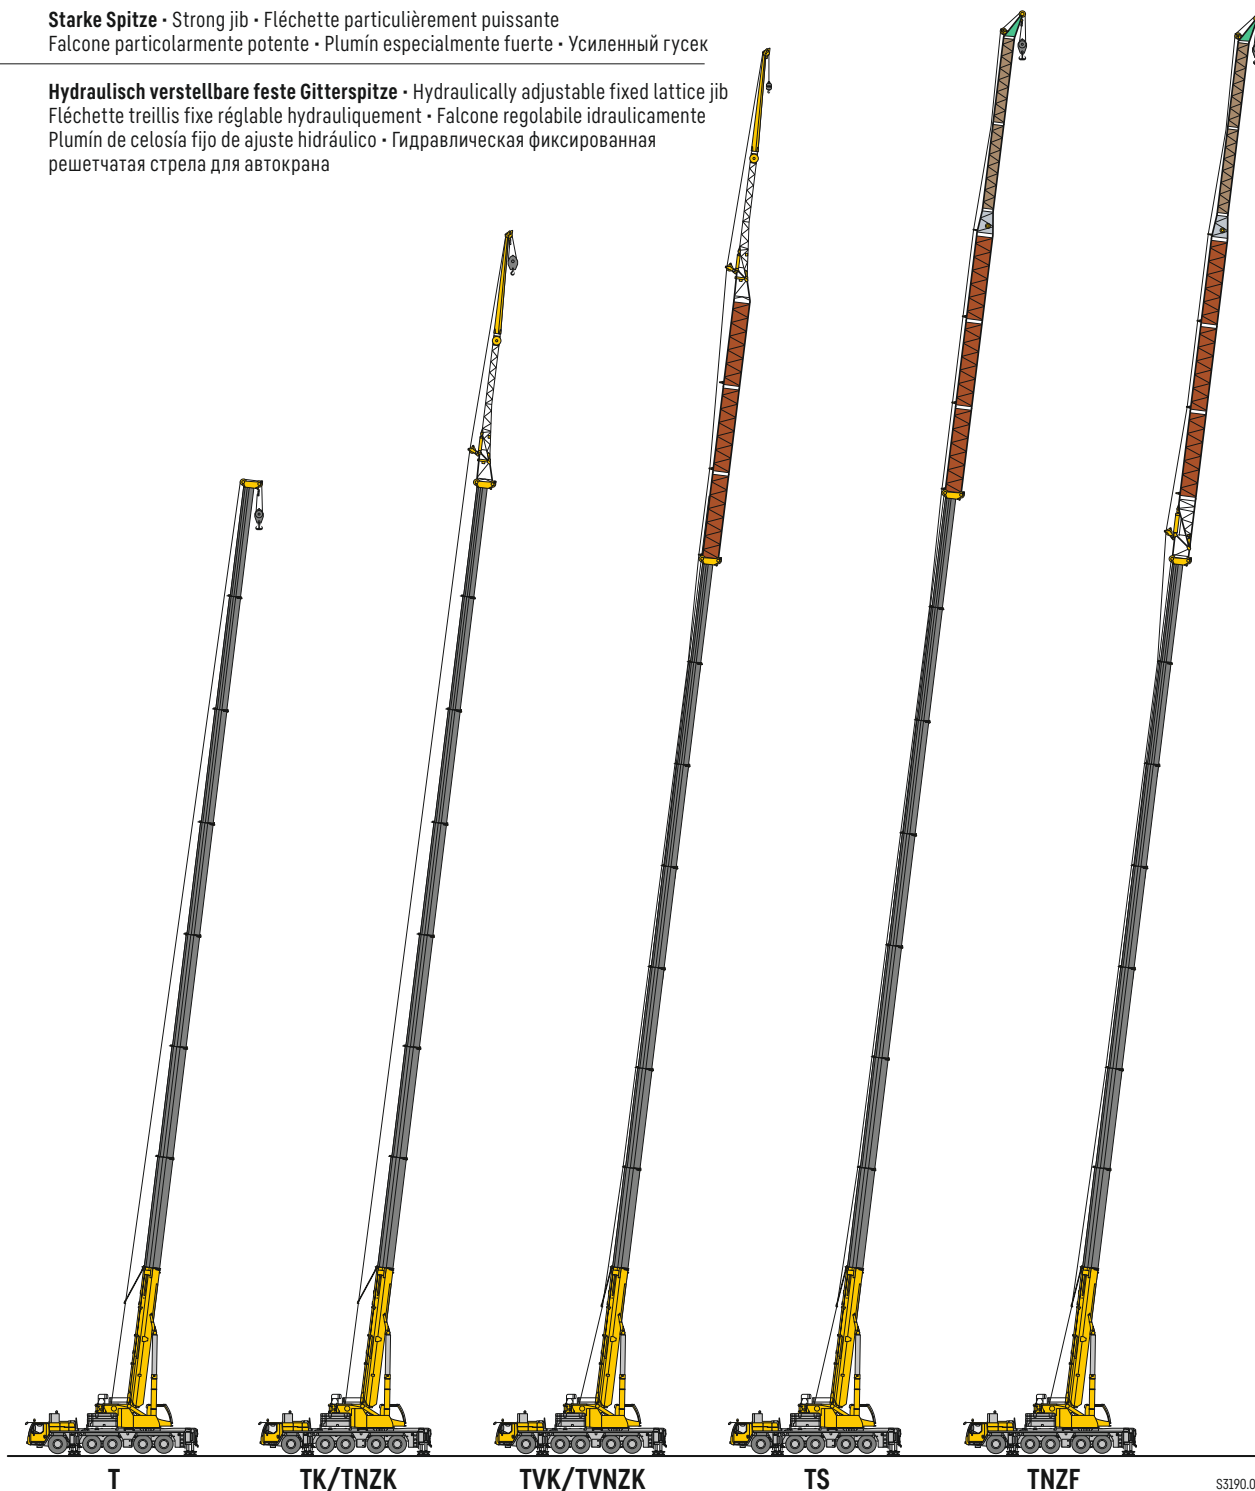 Starke Spitze · Strong jib · Fléchette particulièrement puissante
Falcone particolarmente potente · Plumín especialmente fuerte · Усиленный гусек
Hydraulisch verstellbare feste Gitterspitze · Hydraulically adjustable fixed lattice jib
Fléchette treillis fixe réglable hydrauliquement · Falcone regolabile idraulicamente
Plumín de celosía fijo de ajuste hidráulico · Гидравлическая фиксированная
решетчатая стрела для автокрана
T TK/TNZK TVK/TVNZK TS TNZF
S3190.0